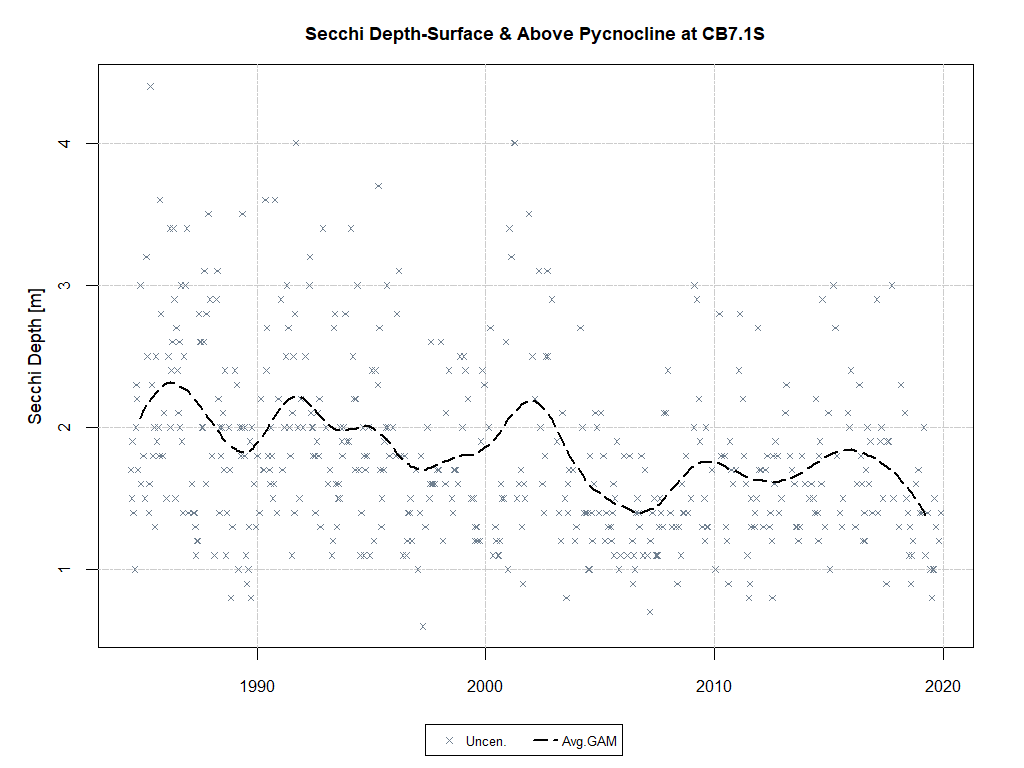 Secchi Depth-Surface & Above Pycnocline at CB7.1S
Secchi Depth [m]
4
3
2
1
1990 2000 2010 2020
Uncen. Avg.GAM